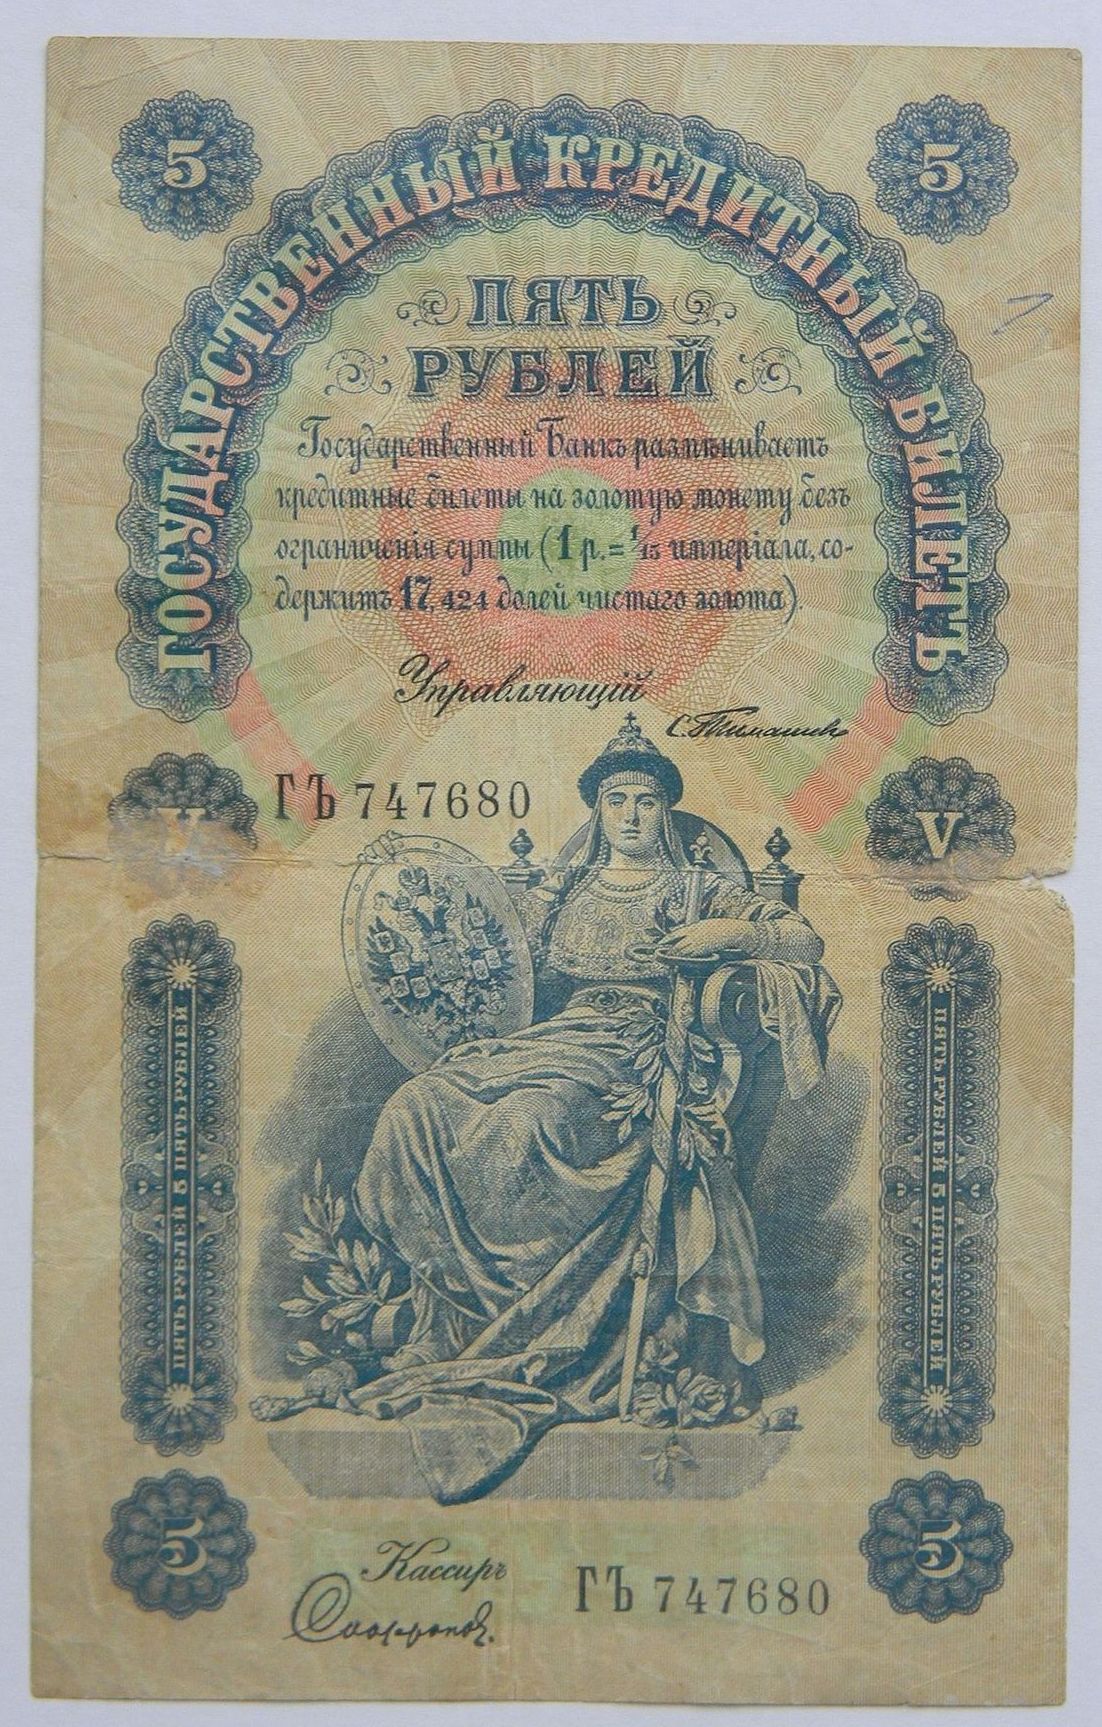 5 5
ГОСУДАРСТВЕННЫЙ КРЕДИТНЫЙ БИЛЕТЪ
ПЯТЬ
РУБЛЕЙ
Государственный Банкъ размѣниваетъ
кредитные билеты на золотую монету безъ
ограниченія суммы (1 р. = 1/15 имперіала, со-
держитъ 17,424 долей чистаго золота).
Управляющій
С. Тимашев
ГЪ 747680
V V
ПЯТЬ РУБЛЕЙ 5 ПЯТЬ РУБЛЕЙ
ПЯТЬ РУБЛЕЙ 5 ПЯТЬ РУБЛЕЙ
5 5
Кассиръ
Софронов.
ГЪ 747680